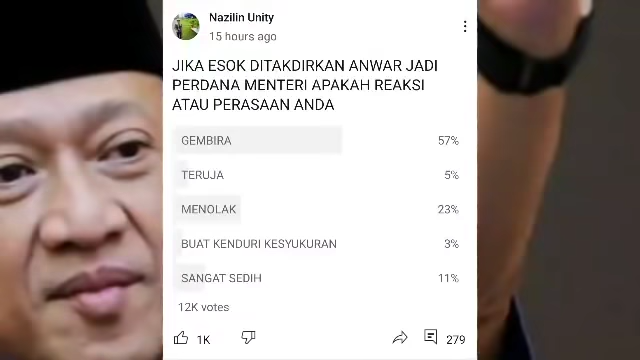 Nazilin Unity
15 hours ago
JIKA ESOK DITAKDIRKAN ANWAR JADI
PERDANA MENTERI APAKAH REAKSI
ATAU PERASAAN ANDA
GEMBIRA 57%
TERUJA 5%
MENOLAK 23%
BUAT KENDURI KESYUKURAN 3%
SANGAT SEDIH 11%
12K votes
1K 279